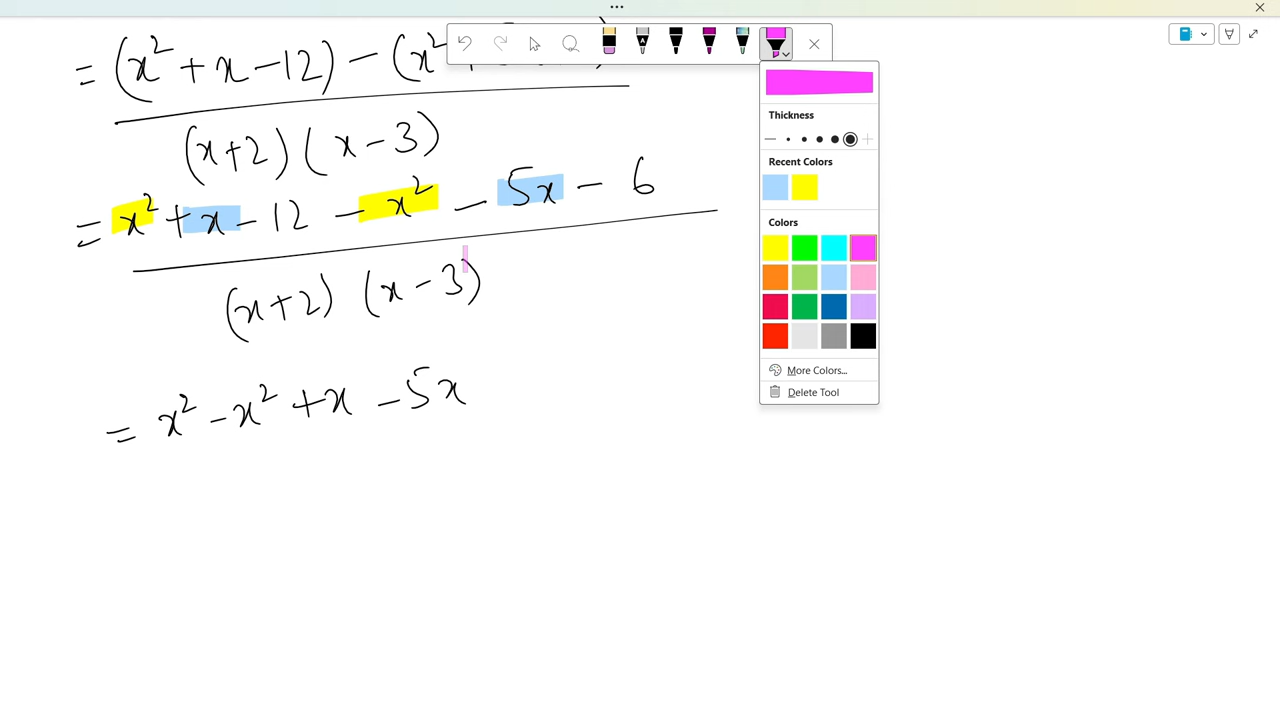 = (x² + x − 12) − (x²
(x+2) (x − 3)
= x² + x − 12 − x² − 5x − 6
(x+2) (x − 3)
= x² − x² + x − 5x
Thickness
Recent Colors
Colors
More Colors...
Delete Tool